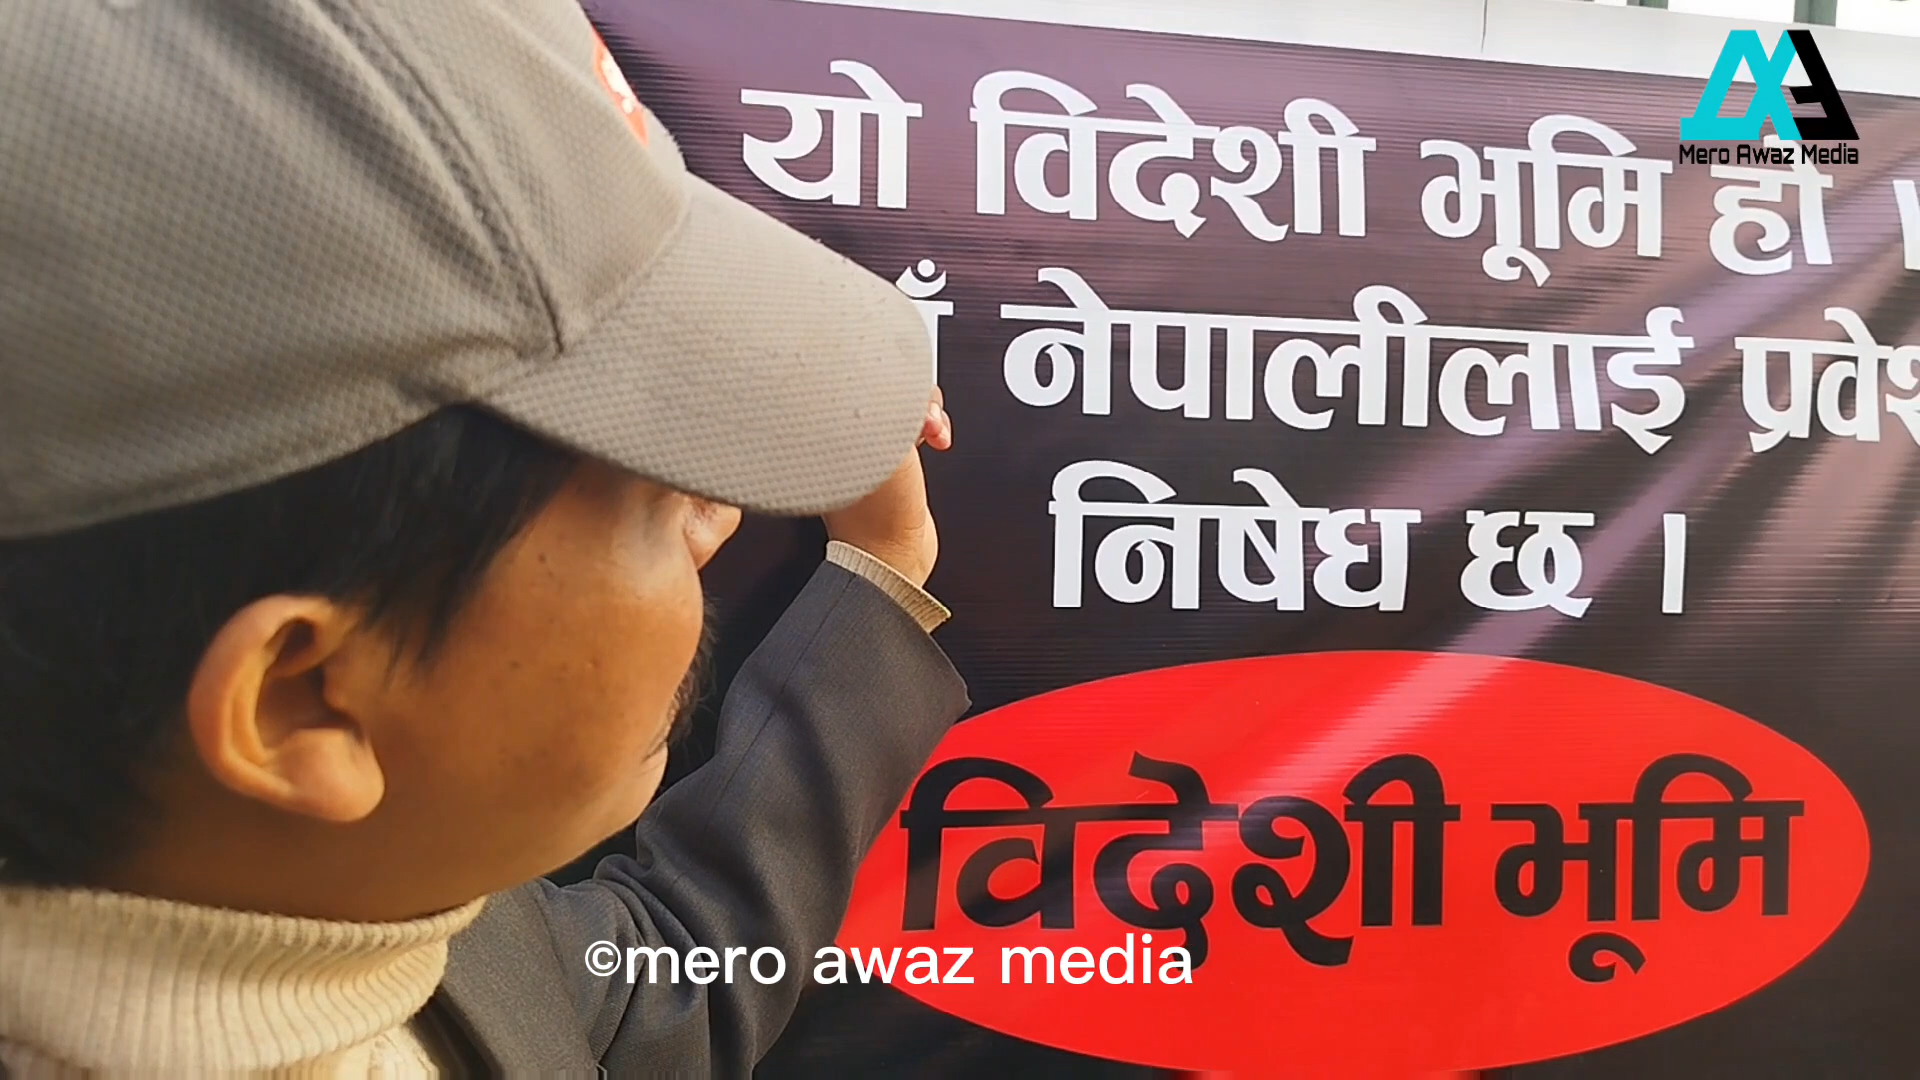 यो विदेशी भूमि हो ।
Mero Awaz Media
नेपालीलाई
निषेध छ ।
विदेशी भूमि
©mero awaz media